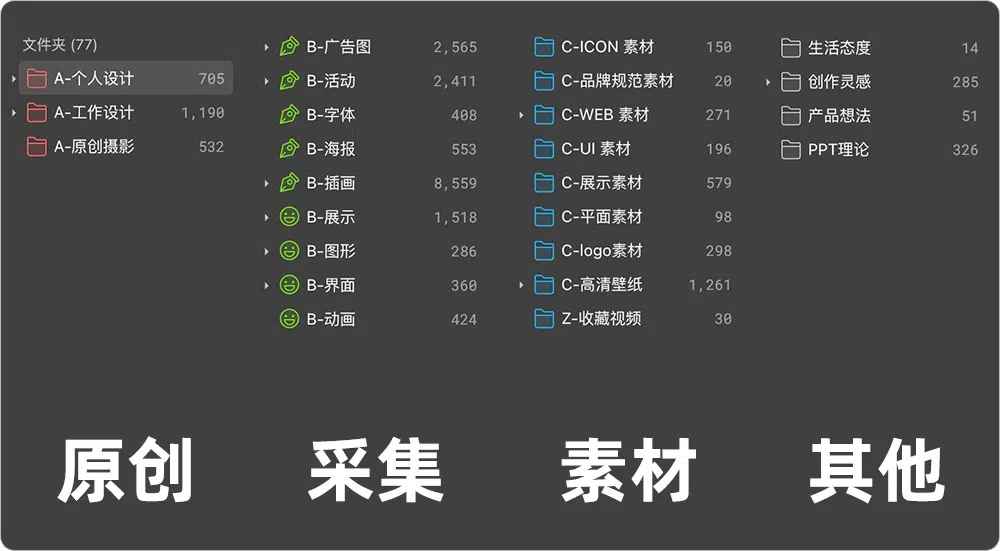 文件夹 (77)
A-个人设计 705
A-工作设计 1,190
A-原创摄影 532
B-广告图 2,565
B-活动 2,411
B-字体 408
B-海报 553
B-插画 8,559
B-展示 1,518
B-图形 286
B-界面 360
B-动画 424
C-ICON 素材 150
C-品牌规范素材 20
C-WEB 素材 271
C-UI 素材 196
C-展示素材 579
C-平面素材 98
C-logo素材 298
C-高清壁纸 1,261
Z-收藏视频 30
生活态度 14
创作灵感 285
产品想法 51
PPT理论 326
原创
采集
素材
其他